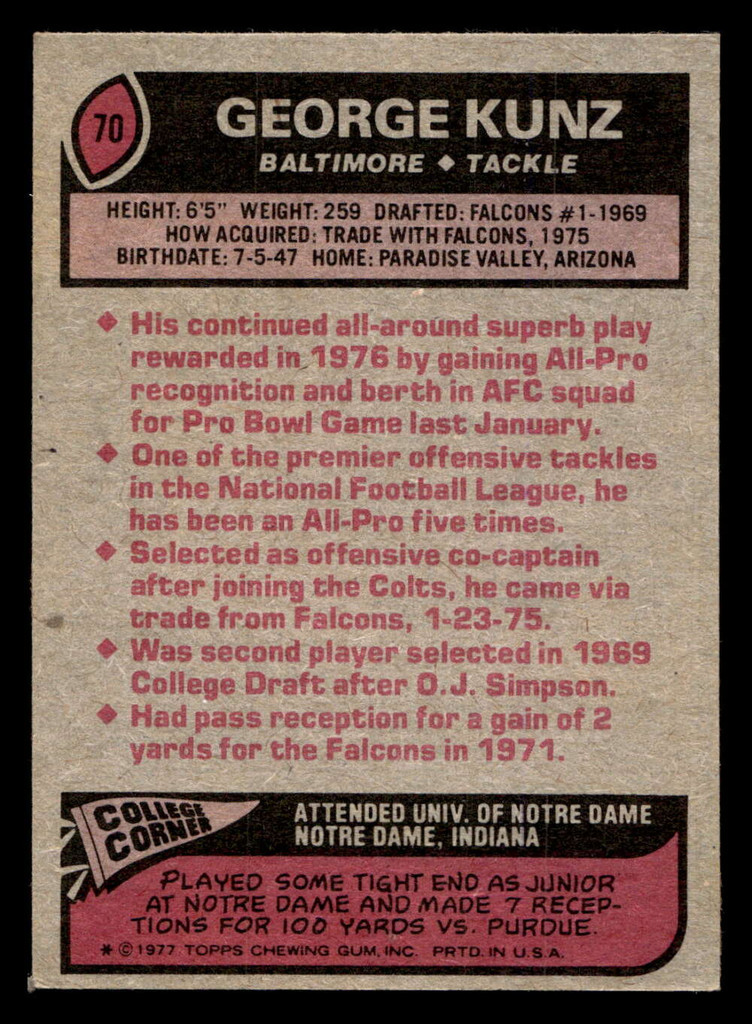 70
GEORGE KUNZ
BALTIMORE ♦ TACKLE
HEIGHT: 6'5" WEIGHT: 259 DRAFTED: FALCONS #1-1969
HOW ACQUIRED: TRADE WITH FALCONS, 1975
BIRTHDATE: 7-5-47 HOME: PARADISE VALLEY, ARIZONA
♦ His continued all-around superb play
rewarded in 1976 by gaining All-Pro
recognition and berth in AFC squad
for Pro Bowl Game last January.
♦ One of the premier offensive tackles
in the National Football League, he
has been an All-Pro five times.
♦ Selected as offensive co-captain
after joining the Colts, he came via
trade from Falcons, 1-23-75.
♦ Was second player selected in 1969
College Draft after O.J. Simpson.
♦ Had pass reception for a gain of 2
yards for the Falcons in 1971.
COLLEGE
CORNER
ATTENDED UNIV. OF NOTRE DAME
NOTRE DAME, INDIANA
PLAYED SOME TIGHT END AS JUNIOR
AT NOTRE DAME AND MADE 7 RECEP-
TIONS FOR 100 YARDS VS. PURDUE.
* © 1977 TOPPS CHEWING GUM, INC. PRTD. IN U.S.A.